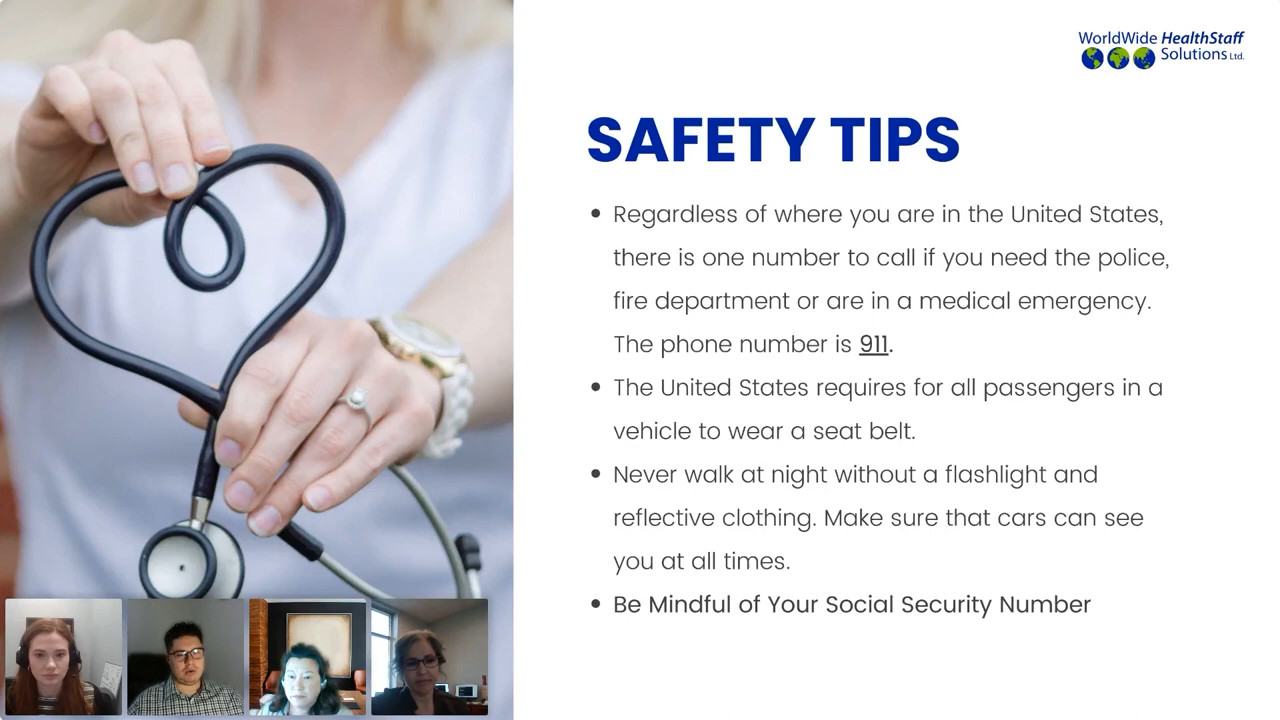 WorldWide HealthStaff
Solutions Ltd.
SAFETY TIPS
• Regardless of where you are in the United States,
there is one number to call if you need the police,
fire department or are in a medical emergency.
The phone number is 911.
• The United States requires for all passengers in a
vehicle to wear a seat belt.
• Never walk at night without a flashlight and
reflective clothing. Make sure that cars can see
you at all times.
• Be Mindful of Your Social Security Number